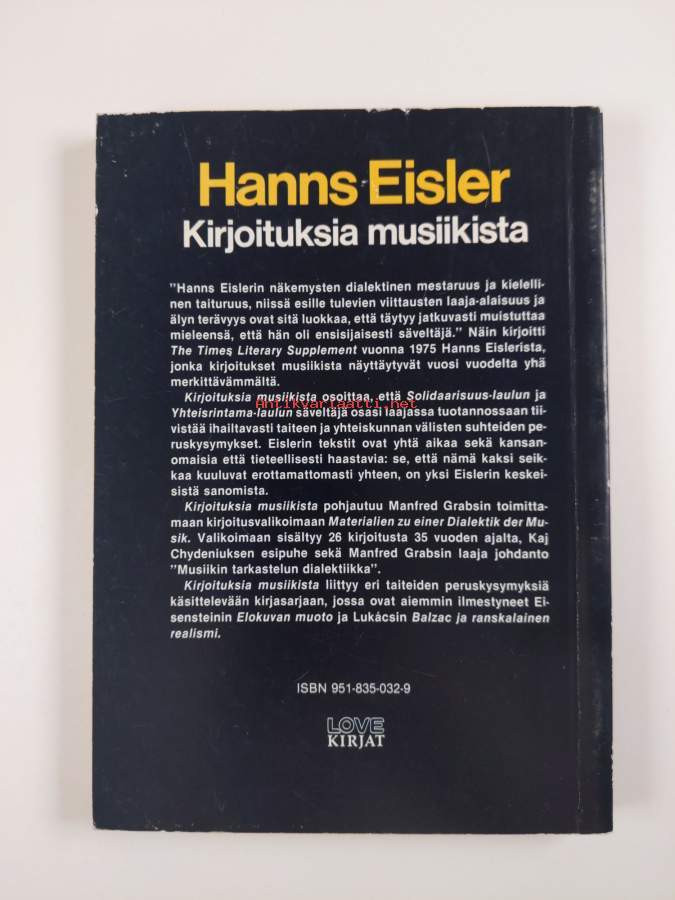 Hanns Eisler
Kirjoituksia musiikista
"Hanns Eislerin näkemysten dialektinen mestaruus ja kielelli-
nen taituruus, niissä esille tulevien viittausten laaja-alaisuus ja
älyn terävyys ovat sitä luokkaa, että täytyy jatkuvasti muistuttaa
mieleensä, että hän oli ensisijaisesti säveltäjä." Näin kirjoitti
The Times Literary Supplement vuonna 1975 Hanns Eislerista,
jonka kirjoitukset musiikista näyttäytyvät vuosi vuodelta yhä
merkittävämmältä.
Kirjoituksia musiikista osoittaa, että Solidaarisuus-laulun ja
Antikvariaatti.net
Yhteisrintama-laulun säveltäjä osasi laajassa tuotannossaan tii-
vistää ihailtavasti taiteen ja yhteiskunnan välisten suhteiden pe-
ruskysymykset. Eislerin tekstit ovat yhtä aikaa sekä kansan-
omaisia että tieteellisesti haastavia: se, että nämä kaksi seik-
kaa kuuluvat erottamattomasti yhteen, on yksi Eislerin keskei-
sistä sanomista.
Kirjoituksia musiikista pohjautuu Manfred Grabsin toimitta-
maan kirjoitusvalikoimaan Materialien zu einer Dialektik der Mu-
sik. Valikoimaan sisältyy 26 kirjoitusta 35 vuoden ajalta, Kaj
Chydeniuksen esipuhe sekä Manfred Grabsin laaja johdanto
"Musiikin tarkastelun dialektiikka".
Kirjoituksia musiikista liittyy eri taiteiden peruskysymyksiä
käsittelevään kirjasarjaan, jossa ovat aiemmin ilmestyneet Ei-
sensteinin Elokuvan muoto ja Lukácsin Balzac ja ranskalainen
realismi.
ISBN 951-835-032-9
LOVE
KIRJAT